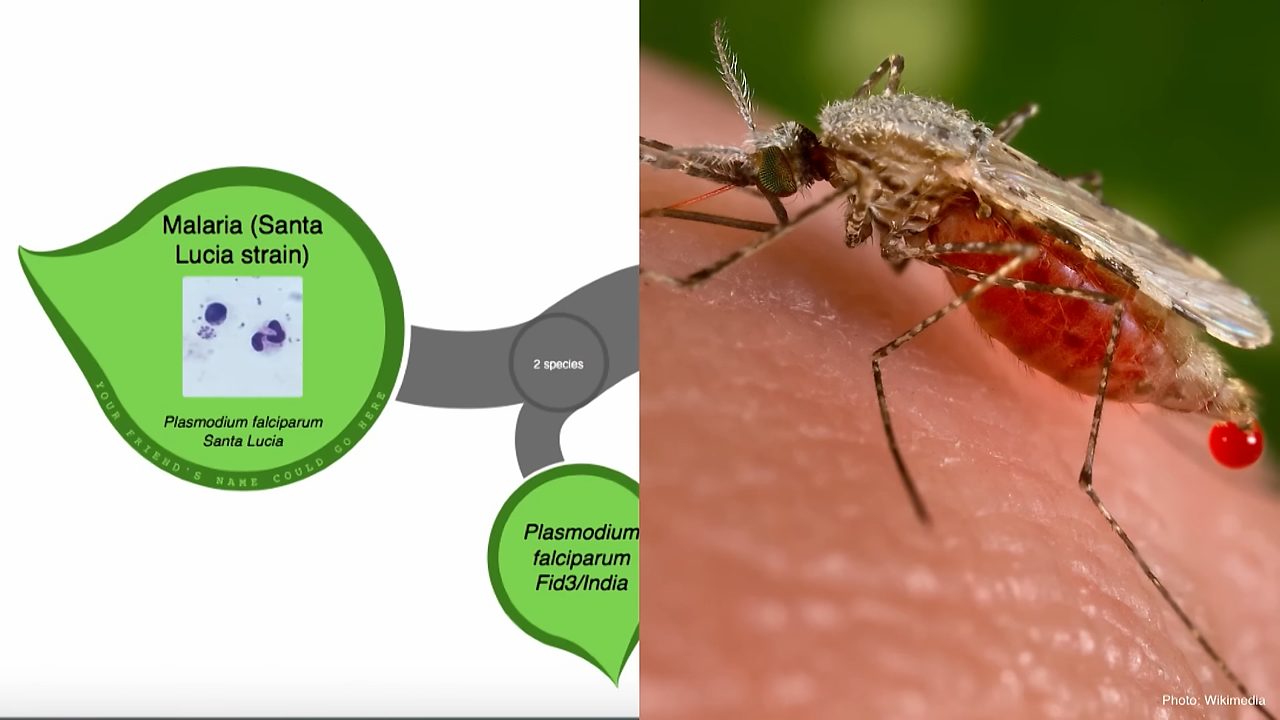 Malaria (Santa
Lucia strain)
Plasmodium falciparum
Santa Lucia
YOUR FRIEND'S NAME COULD GO HERE
2 species
Plasmodium
falciparum
Fid3/India
Photo: Wikimedia